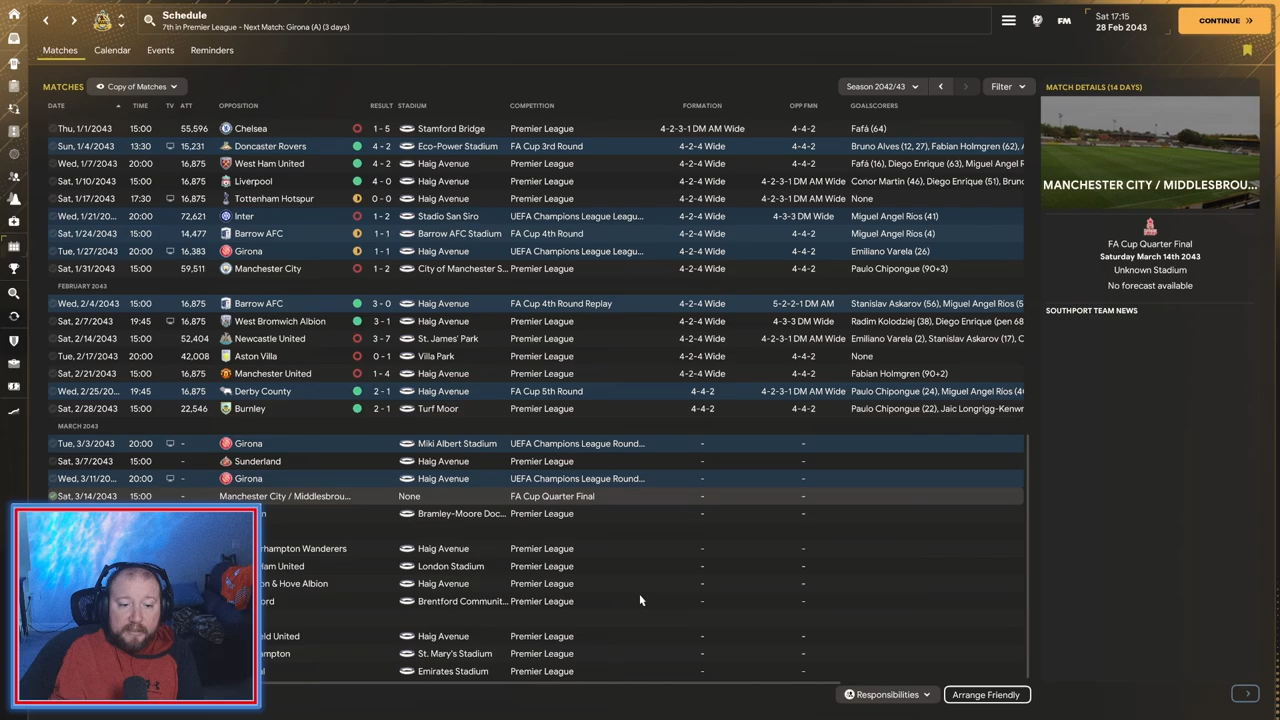 Schedule
7th in Premier League - Next Match: Girona (A) (3 days)
FM
Sat 17:15
28 Feb 2043
CONTINUE
Matches
Calendar
Events
Reminders
MATCHES
Copy of Matches
Season 2042/43
Filter
DATE TIME TV ATT OPPOSITION RESULT STADIUM COMPETITION FORMATION OPP FMN GOALSCORERS
Thu, 1/1/2043 15:00 55,596 Chelsea 1 - 5 Stamford Bridge Premier League 4-2-3-1 DM AM Wide 4-4-2 Fafá (64)
Sun, 1/4/2043 13:30 15,231 Doncaster Rovers 4 - 2 Eco-Power Stadium FA Cup 3rd Round 4-2-4 Wide 4-4-2 Bruno Alves (12, 27), Fabian Holmgren (62),
Wed, 1/7/2043 15:00 16,875 West Ham United 4 - 2 Haig Avenue Premier League 4-2-4 Wide 4-4-2 Fafá (16), Diego Enrique (63), Miguel Angel R
Sat, 1/10/2043 15:00 16,875 Liverpool 4 - 0 Haig Avenue Premier League 4-2-4 Wide 4-2-3-1 DM AM Wide Conor Martin (46), Diego Enrique (51), Bruno
Sat, 1/17/2043 17:30 16,875 Tottenham Hotspur 0 - 0 Haig Avenue Premier League 4-2-4 Wide 4-2-3-1 DM AM Wide None
Wed, 1/21/20... 20:00 72,621 Inter 1 - 2 Stadio San Siro UEFA Champions League Leagu... 4-2-4 Wide 4-3-3 DM Wide Miguel Angel Rios (41)
Sat, 1/24/2043 15:00 14,477 Barrow AFC 1 - 1 Barrow AFC Stadium FA Cup 4th Round 4-2-4 Wide 4-4-2 Miguel Angel Rios (4)
Tue, 1/27/2043 20:00 16,383 Girona 1 - 1 Haig Avenue UEFA Champions League Leagu... 4-2-4 Wide 4-4-2 Emiliano Varela (26)
Sat, 1/31/2043 15:00 59,511 Manchester City 1 - 2 City of Manchester S... Premier League 4-2-4 Wide 4-4-2 Paulo Chipongue (90+3)
FEBRUARY 2043
Wed, 2/4/2043 15:00 16,875 Barrow AFC 3 - 0 Haig Avenue FA Cup 4th Round Replay 4-2-4 Wide 5-2-2-1 DM AM Stanislav Askarov (56), Miguel Angel Rios (5
Sat, 2/7/2043 19:45 16,875 West Bromwich Albion 3 - 1 Haig Avenue Premier League 4-2-4 Wide 4-3-3 DM Wide Radim Kolodziej (38), Diego Enrique (pen 68
Sat, 2/14/2043 15:00 52,404 Newcastle United 3 - 7 St. James' Park Premier League 4-2-4 Wide 4-2-3-1 DM AM Wide Emiliano Varela (2), Stanislav Askarov (17), C
Tue, 2/17/2043 20:00 42,008 Aston Villa 0 - 1 Villa Park Premier League 4-2-4 Wide 4-4-2 None
Sat, 2/21/2043 15:00 16,875 Manchester United 1 - 4 Haig Avenue Premier League 4-2-4 Wide 4-4-2 Fabian Holmgren (90+2)
Wed, 2/25/20... 19:45 16,875 Derby County 2 - 1 Haig Avenue FA Cup 5th Round 4-4-2 4-2-3-1 DM AM Wide Paulo Chipongue (24), Miguel Angel Rios (4
Sat, 2/28/2043 15:00 22,546 Burnley 2 - 1 Turf Moor Premier League 4-4-2 4-4-2 Paulo Chipongue (22), Jaic Longrigg-Kenw
MARCH 2043
Tue, 3/3/2043 20:00 - Girona Miki Albert Stadium UEFA Champions League Round... - -
Sat, 3/7/2043 15:00 - Sunderland Haig Avenue Premier League - -
Wed, 3/11/2043 20:00 - Girona Haig Avenue UEFA Champions League Round... - -
Sat, 3/14/2043 15:00 - Manchester City / Middlesbrou... None FA Cup Quarter Final - -
n Bramley-Moore Doc... Premier League - -
rhampton Wanderers Haig Avenue Premier League - -
am United London Stadium Premier League - -
on & Hove Albion Haig Avenue Premier League - -
ord Brentford Communit... Premier League - -
eld United Haig Avenue Premier League - -
ampton St. Mary's Stadium Premier League - -
al Emirates Stadium Premier League - -
Responsibilities
Arrange Friendly
MATCH DETAILS (14 DAYS)
MANCHESTER CITY / MIDDLESBROU...
FA Cup Quarter Final
Saturday March 14th 2043
Unknown Stadium
No forecast available
SOUTHPORT TEAM NEWS